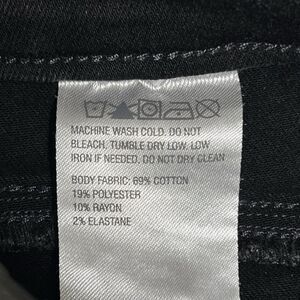 MACHINE WASH COLD. DO NOT
BLEACH. TUMBLE DRY LOW. LOW
IRON IF NEEDED. DO NOT DRY CLEAN
BODY FABRIC: 69% COTTON
19% POLYESTER
10% RAYON
2% ELASTANE